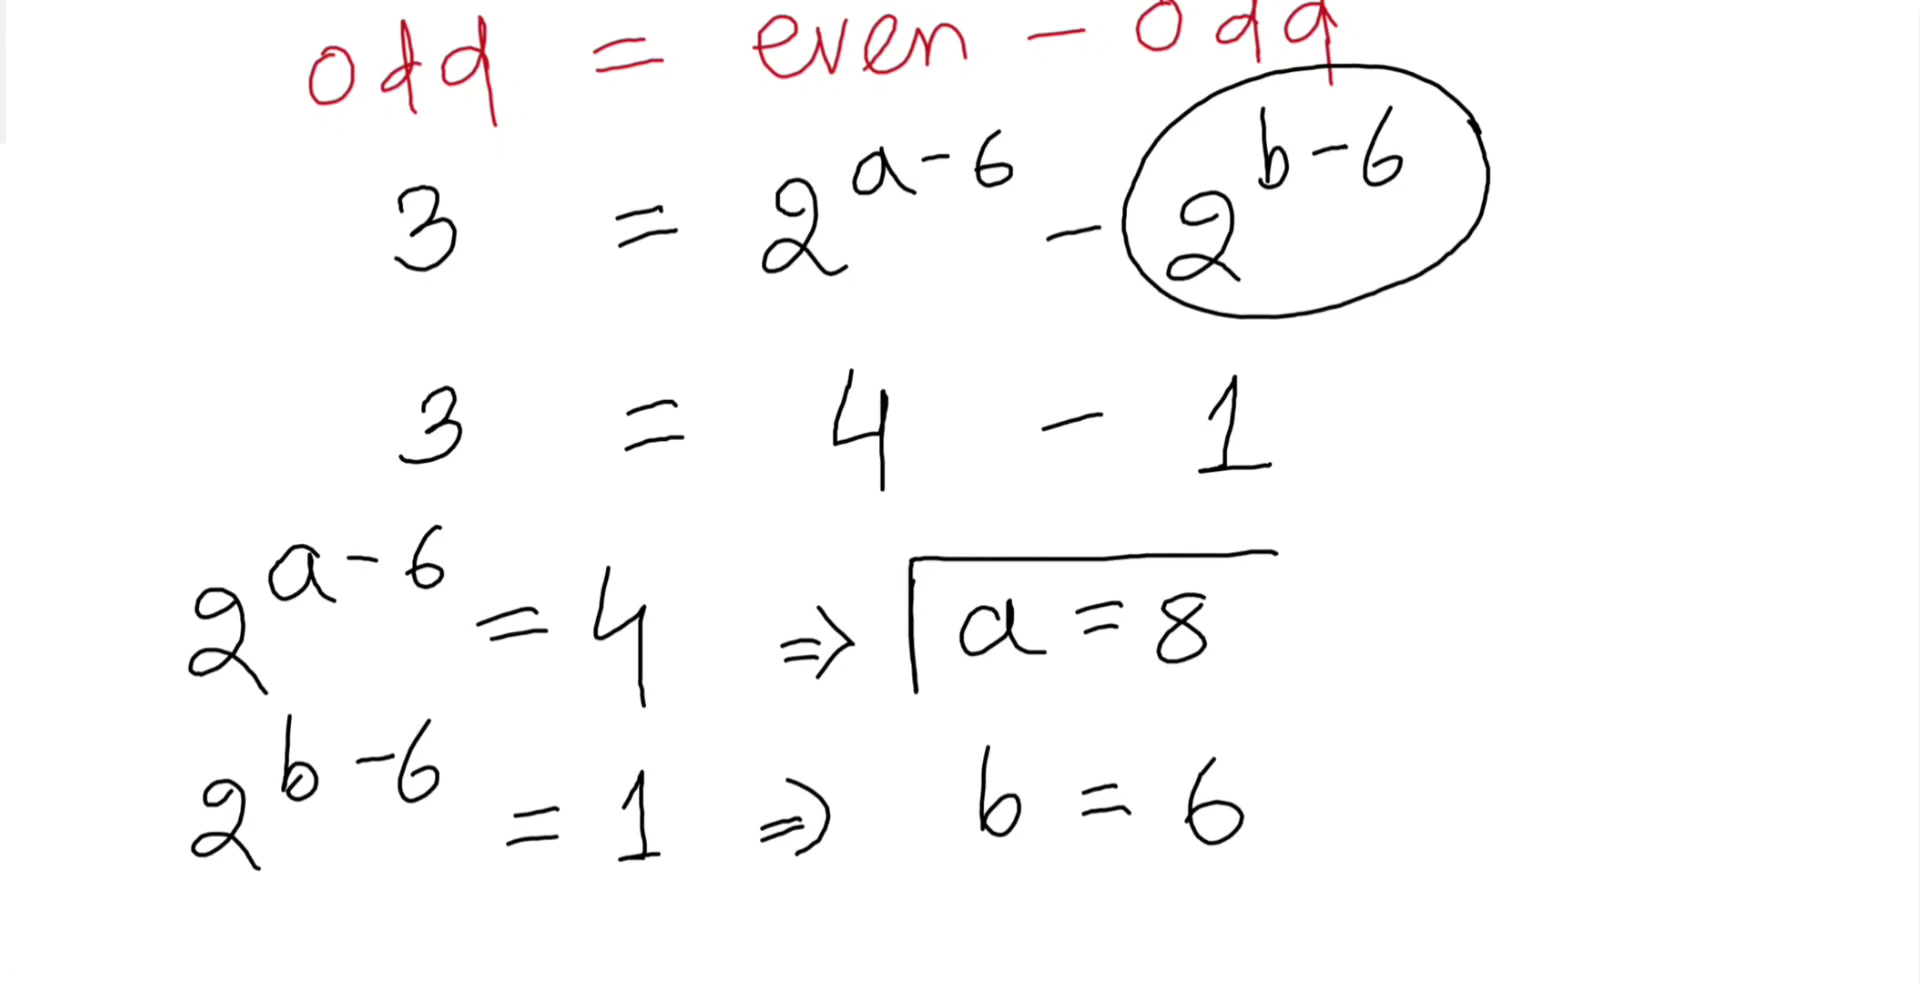 odd = even - odd
3 = 2^{a-6} - 2^{b-6}
3 = 4 - 1
2^{a-6} = 4 ⇒ a = 8
2^{b-6} = 1 ⇒ b = 6